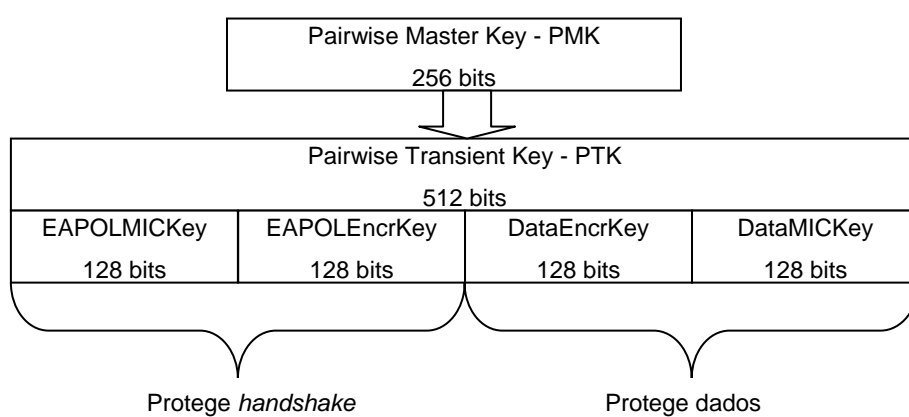 Pairwise Master Key - PMK
256 bits
Pairwise Transient Key - PTK
512 bits
EAPOLMICKey EAPOLEncrKey DataEncrKey DataMICKey
128 bits 128 bits 128 bits 128 bits
Protege handshake Protege dados